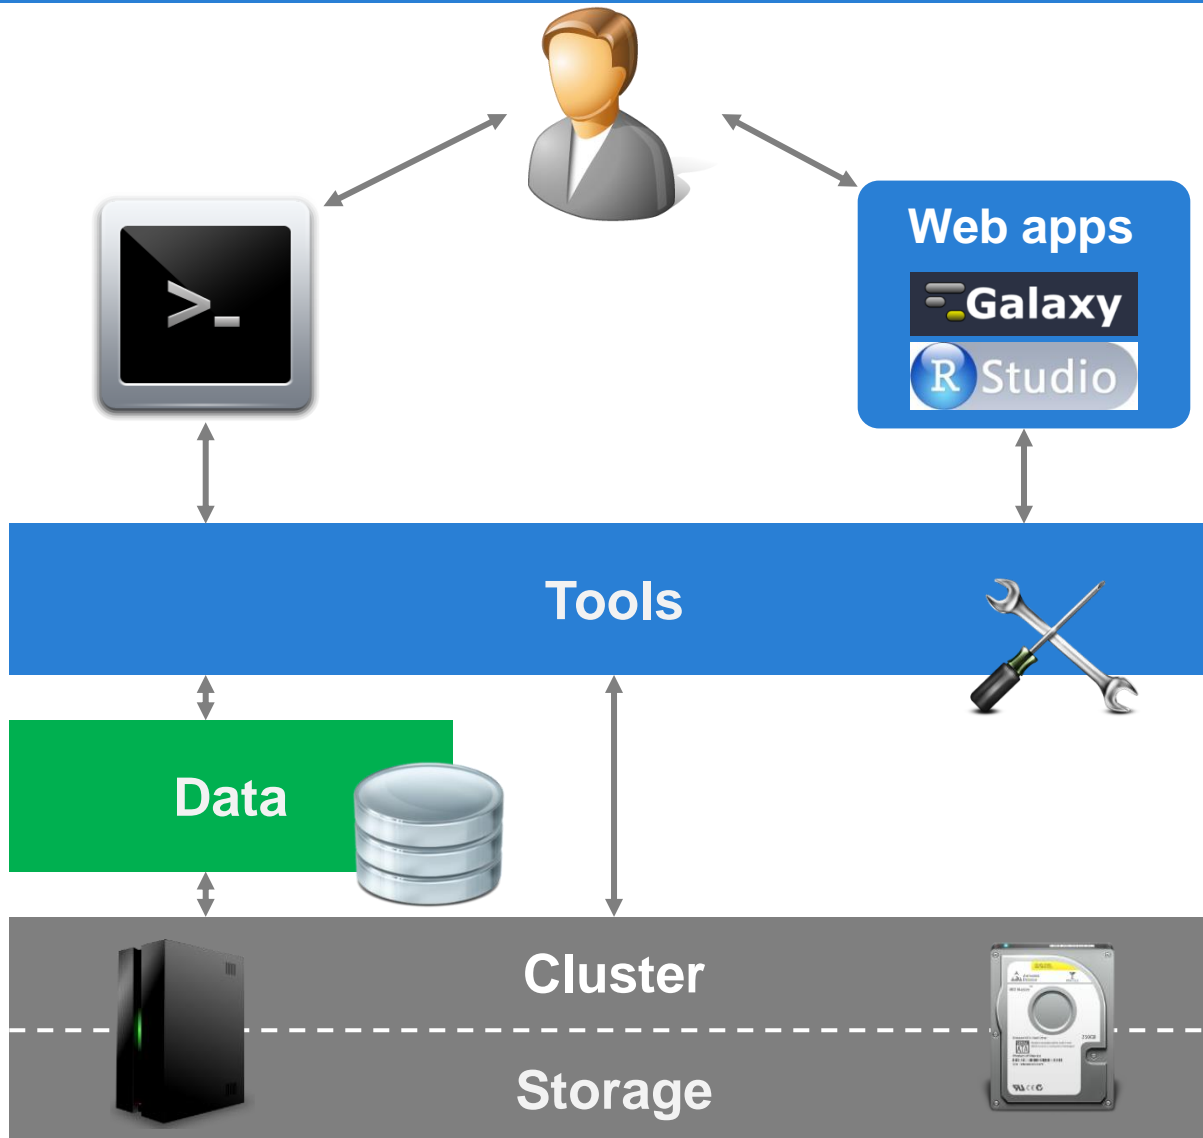 Web apps
Galaxy
R Studio
>_
Tools
Data
Cluster
Storage